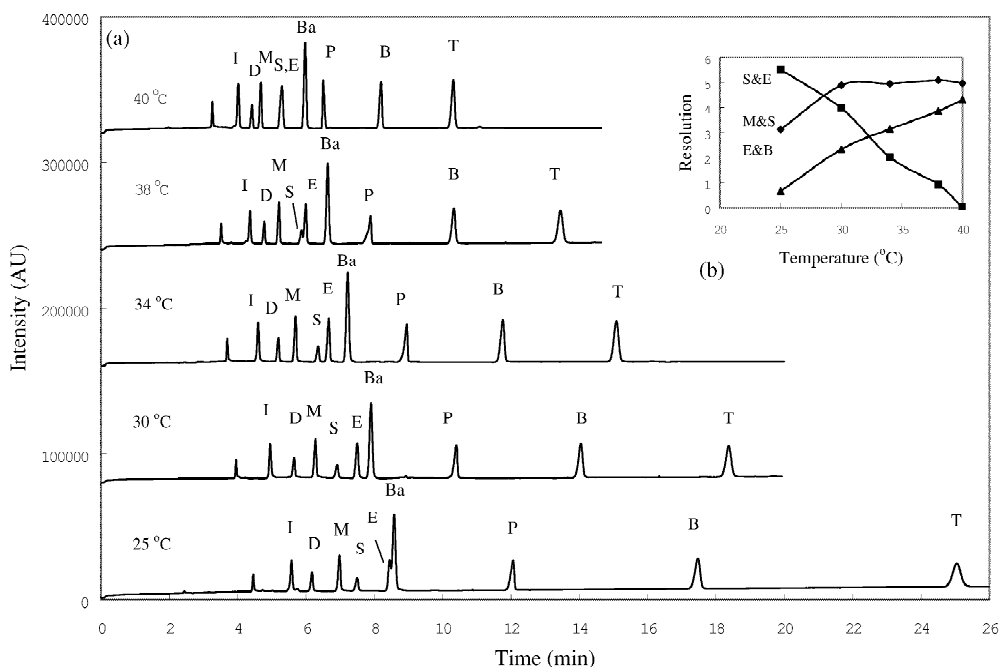 400000
(a)
Ba
I
D
M
S,E
P
B
T
40 °C
300000
Ba
M
I
D
S
E
P
B
T
38 °C
Ba
I
D
M
S
E
P
B
T
34 °C
200000
Ba
I
D
M
S
E
P
B
T
30 °C
100000
Ba
I
D
M
S
E
P
B
T
25 °C
0
0 2 4 6 8 10 12 14 16 18 20 22 24 26
Time (min)
Intensity (AU)
6
5
4
3
2
1
0
S&E
M&S
E&B
Resolution
20 25 30 35 40
Temperature (°C)
(b)